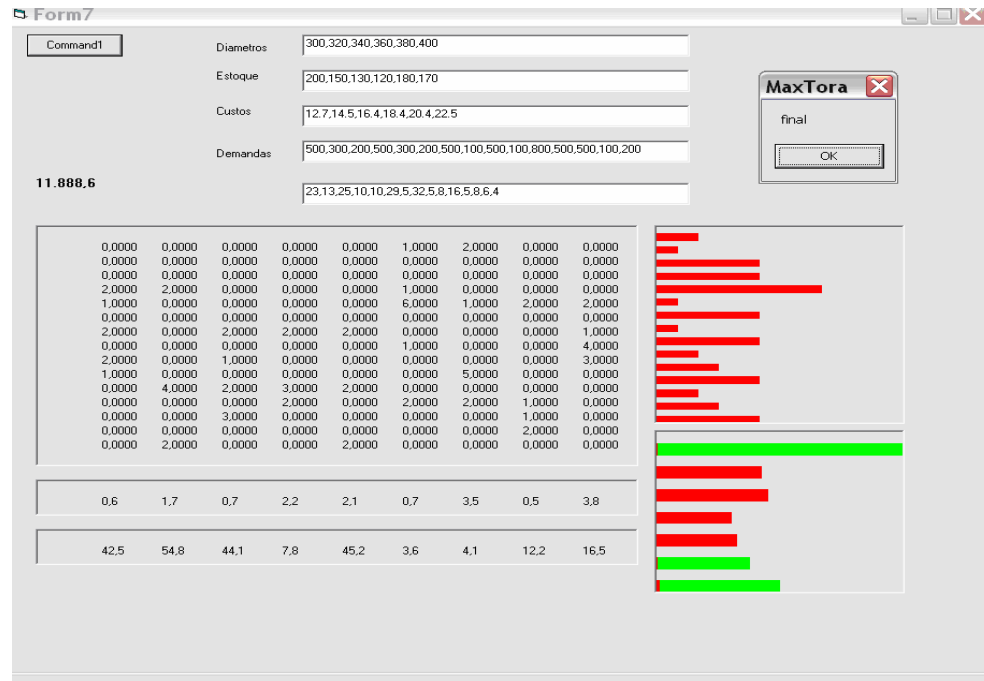 Form7
Command1
Diametros 300,320,340,360,380,400
Estoque 200,150,130,120,180,170
MaxTora
Custos 12.7,14.5,16.4,18.4,20.4,22.5
final
Demandas 500,300,200,500,300,200,500,100,500,100,800,500,500,100,200
OK
11.888,6
23,13,25,10,10,29,5,32,5,8,16,5,8,6,4
0,0000 0,0000 0,0000 0,0000 0,0000 1,0000 2,0000 0,0000 0,0000
0,0000 0,0000 0,0000 0,0000 0,0000 0,0000 0,0000 0,0000 0,0000
0,0000 0,0000 0,0000 0,0000 0,0000 0,0000 0,0000 0,0000 0,0000
2,0000 2,0000 0,0000 0,0000 0,0000 1,0000 0,0000 0,0000 0,0000
1,0000 0,0000 0,0000 0,0000 0,0000 6,0000 1,0000 2,0000 2,0000
0,0000 0,0000 0,0000 0,0000 0,0000 0,0000 0,0000 0,0000 0,0000
2,0000 0,0000 2,0000 2,0000 2,0000 0,0000 0,0000 0,0000 1,0000
0,0000 0,0000 0,0000 0,0000 0,0000 1,0000 0,0000 0,0000 4,0000
2,0000 0,0000 1,0000 0,0000 0,0000 0,0000 0,0000 0,0000 3,0000
1,0000 0,0000 0,0000 0,0000 0,0000 0,0000 5,0000 0,0000 0,0000
0,0000 4,0000 2,0000 3,0000 2,0000 0,0000 0,0000 0,0000 0,0000
0,0000 0,0000 0,0000 2,0000 0,0000 2,0000 2,0000 1,0000 0,0000
0,0000 0,0000 3,0000 0,0000 0,0000 0,0000 0,0000 1,0000 0,0000
0,0000 0,0000 0,0000 0,0000 0,0000 0,0000 0,0000 2,0000 0,0000
0,0000 2,0000 0,0000 0,0000 2,0000 0,0000 0,0000 0,0000 0,0000
0,6 1,7 0,7 2,2 2,1 0,7 3,5 0,5 3,8
42,5 54,8 44,1 7,8 45,2 3,6 4,1 12,2 16,5